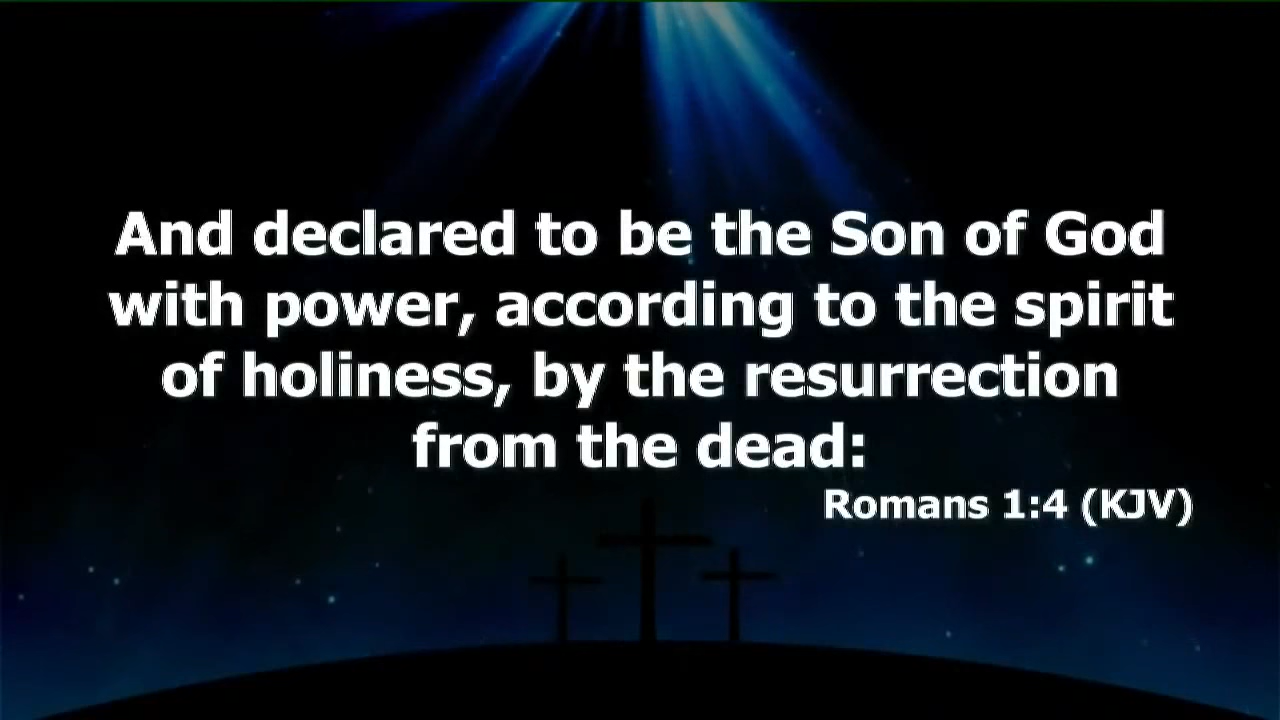 And declared to be the Son of God
with power, according to the spirit
of holiness, by the resurrection
from the dead:
Romans 1:4 (KJV)